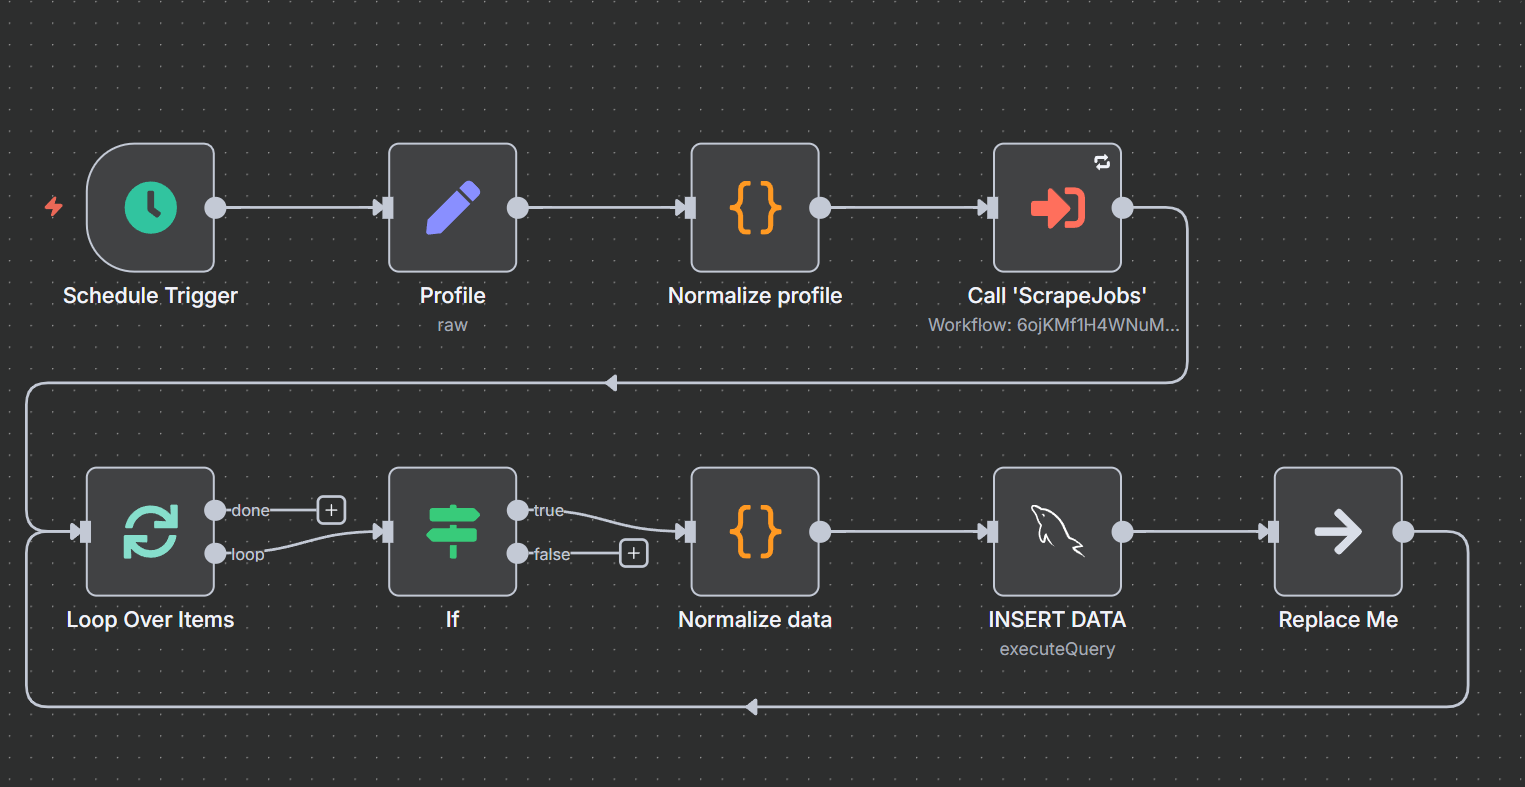 Schedule Trigger
Profile
raw
Normalize profile
Call 'ScrapeJobs'
Workflow: 6ojKMf1H4WNuM...
done
loop
Loop Over Items
true
false
If
Normalize data
INSERT DATA
executeQuery
Replace Me